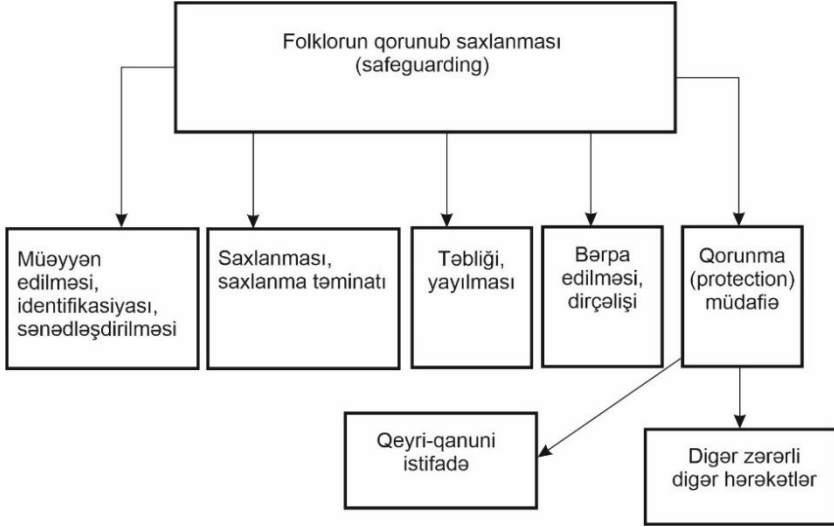 Folklorun qorunub saxlanması
(safeguarding)
Müəyyən
edilməsi,
identifikasiyası,
sənədləşdirilməsi
Saxlanması,
saxlanma təminatı
Təbliği,
yayılması
Bərpa
edilməsi,
dirçəlişi
Qorunma
(protection)
müdafiə
Qeyri-qanuni
istifadə
Digər zərərli
digər hərəkətlər